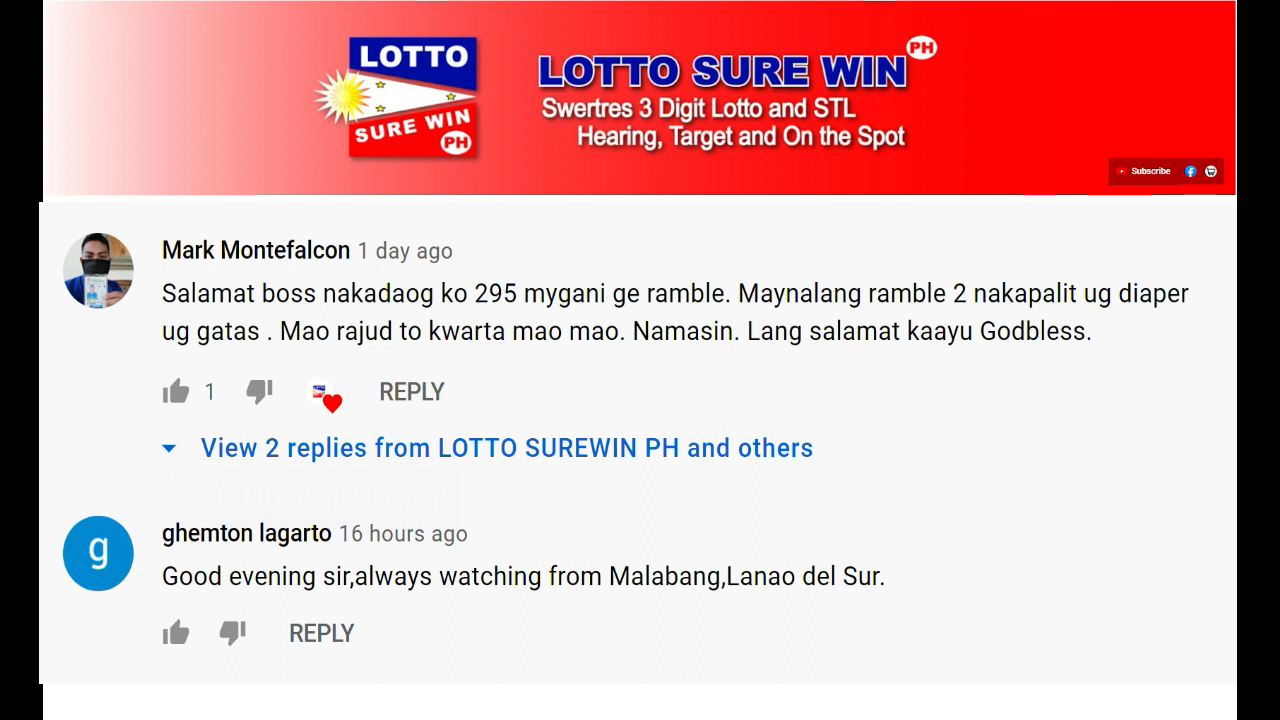 LOTTO
SURE WIN
PH
LOTTO SURE WIN PH
Swertres 3 Digit Lotto and STL
Hearing, Target and On the Spot
Subscribe
Mark Montefalcon 1 day ago
Salamat boss nakadaog ko 295 mygani ge ramble. Maynalang ramble 2 nakapalit ug diaper
ug gatas . Mao rajud to kwarta mao mao. Namasin. Lang salamat kaayu Godbless.
1 REPLY
View 2 replies from LOTTO SUREWIN PH and others
g
ghemton lagarto 16 hours ago
Good evening sir,always watching from Malabang,Lanao del Sur.
REPLY